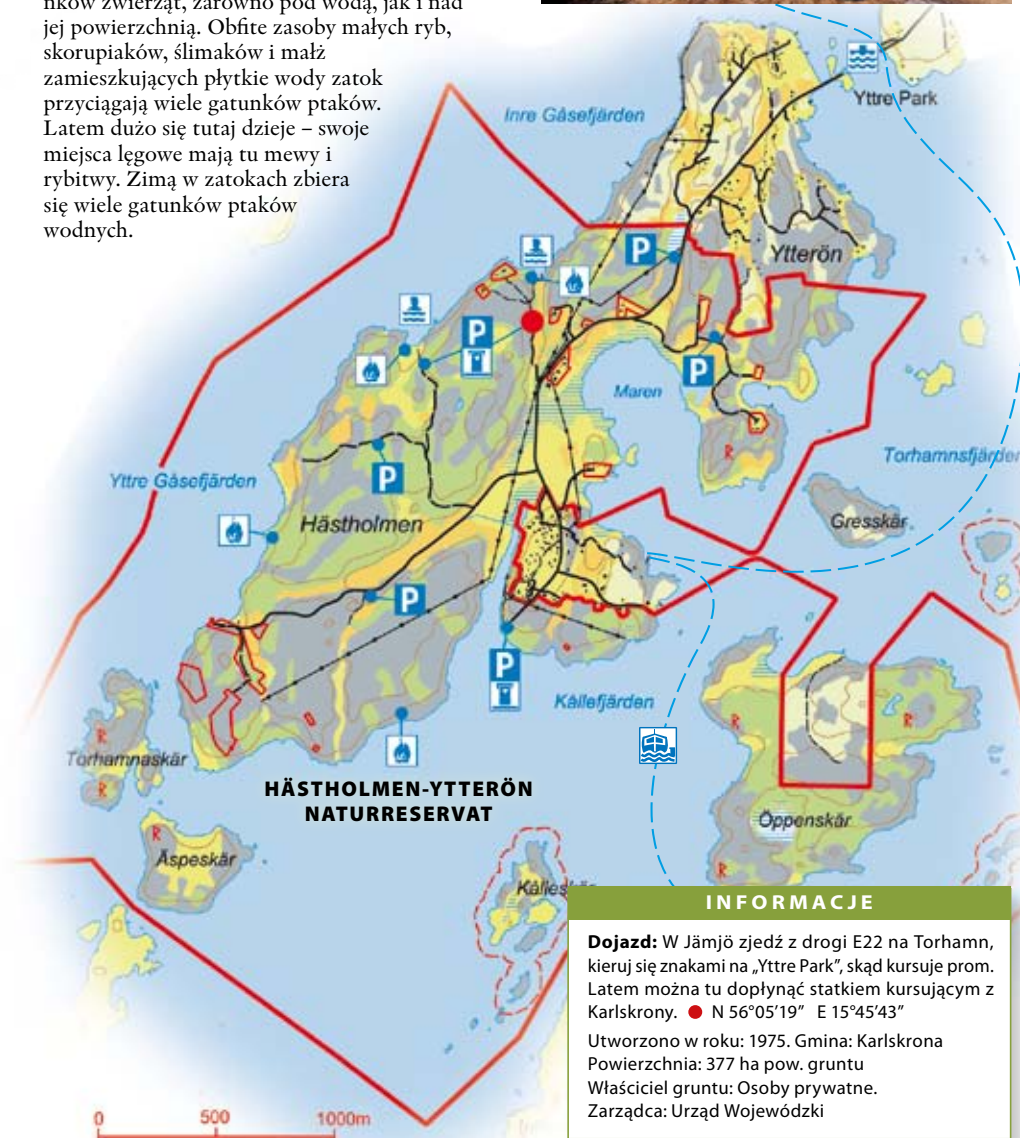 nków zwierząt, zarówno pod wodą, jak i nad
jej powierzchnią. Obfite zasoby małych ryb,
skorupiaków, ślimaków i małż
zamieszkujących płytkie wody zatok
przyciągają wiele gatunków ptaków.
Latem dużo się tutaj dzieje – swoje
miejsca lęgowe mają tu mewy i
rybitwy. Zimą w zatokach zbiera
się wiele gatunków ptaków
wodnych.
Inre Gåsefjärden
Yttre Park
P
Ytterön
P
P
Maren
Torhamnsfjärden
P
Yttre Gåsefjärden
Hästholmen
Gresskär
P
P
Kållefjärden
R
R
R
Torhamnaskär
R
HÄSTHOLMEN-YTTERÖN
NATURRESERVAT
Öppenskär
R
Äspeskär
R
INFORMACJE
Dojazd: W Jämjö zjedź z drogi E22 na Torhamn,
kieruj się znakami na „Yttre Park”, skąd kursuje prom.
Latem można tu dopłynąć statkiem kursującym z
Karlskrony. ● N 56°05’19” E 15°45’43”
Utworzono w roku: 1975. Gmina: Karlskrona
Powierzchnia: 377 ha pow. gruntu
Właściciel gruntu: Osoby prywatne.
Zarządca: Urząd Wojewódzki
0 500 1000m